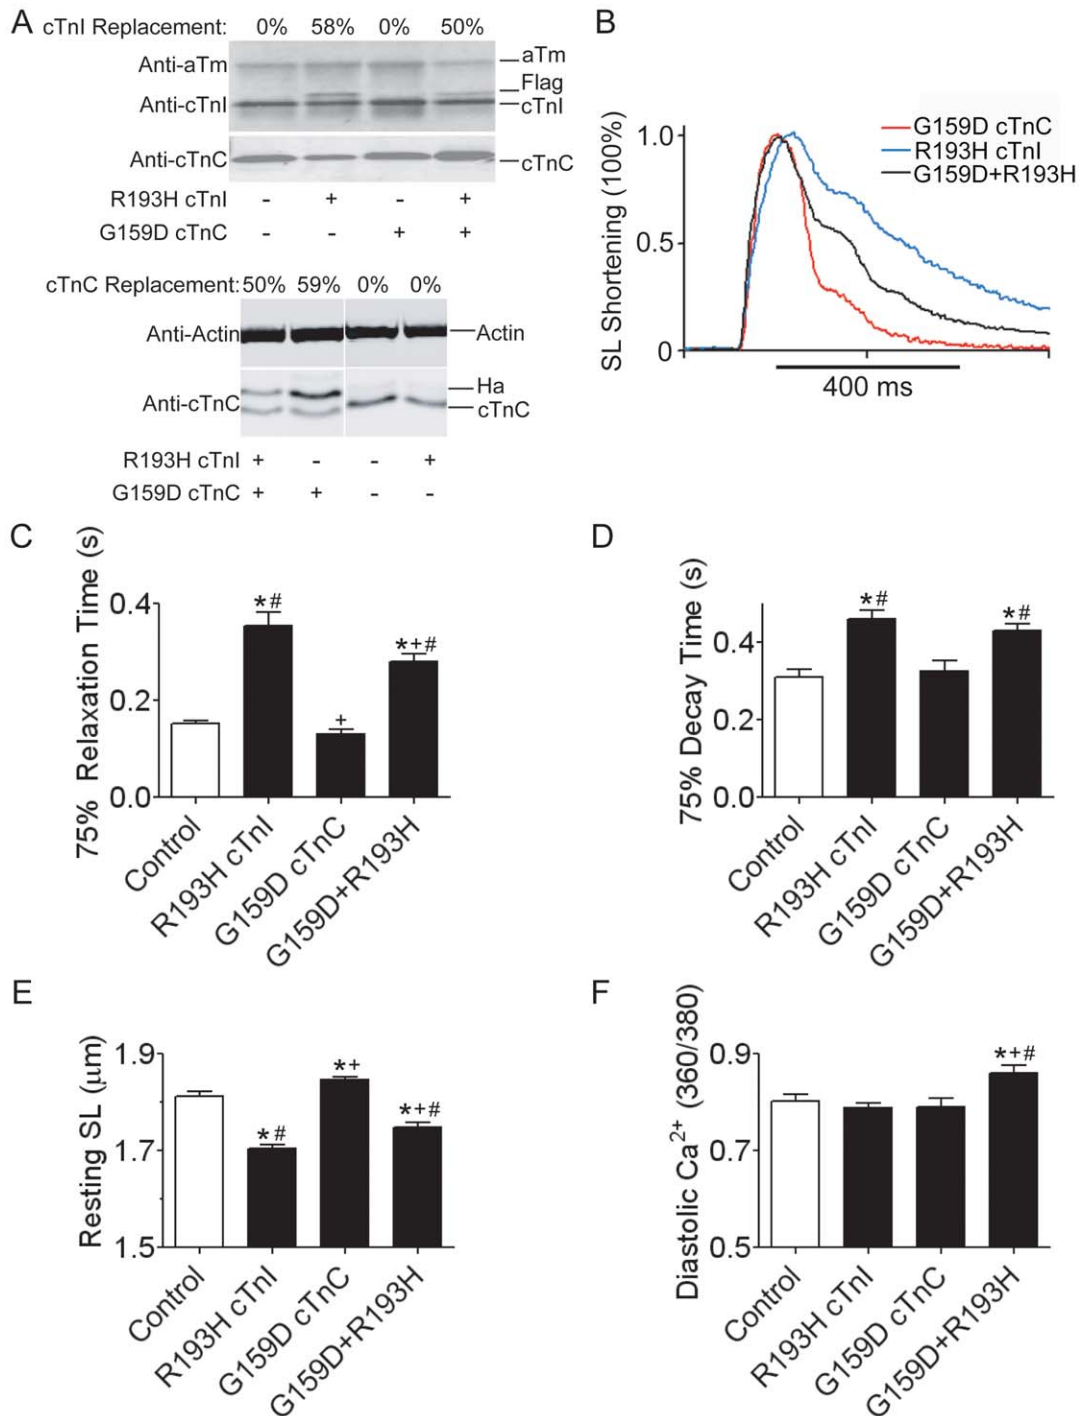 A
cTnI Replacement: 0% 58% 0% 50%
Anti-aTm
aTm
Flag
Anti-cTnI
cTnI
Anti-cTnC
cTnC
R193H cTnI - + - +
G159D cTnC - - + +
cTnC Replacement: 50% 59% 0% 0%
Anti-Actin
Actin
Ha
Anti-cTnC
cTnC
R193H cTnI + - - +
G159D cTnC + + - -
B
SL Shortening (100%)
1.0
0.5
0
G159D cTnC
R193H cTnI
G159D+R193H
400 ms
C
75% Relaxation Time (s)
0.4
0.2
0.0
*#
+
*+#
Control
R193H cTnI
G159D cTnC
G159D+R193H
D
75% Decay Time (s)
0.4
0.2
0.0
*#
*#
Control
R193H cTnI
G159D cTnC
G159D+R193H
E
Resting SL (μm)
1.9
1.7
1.5
*#
*+
*+#
Control
R193H cTnI
G159D cTnC
G159D+R193H
F
Diastolic Ca²⁺ (360/380)
0.9
0.7
0.5
*+#
Control
R193H cTnI
G159D cTnC
G159D+R193H